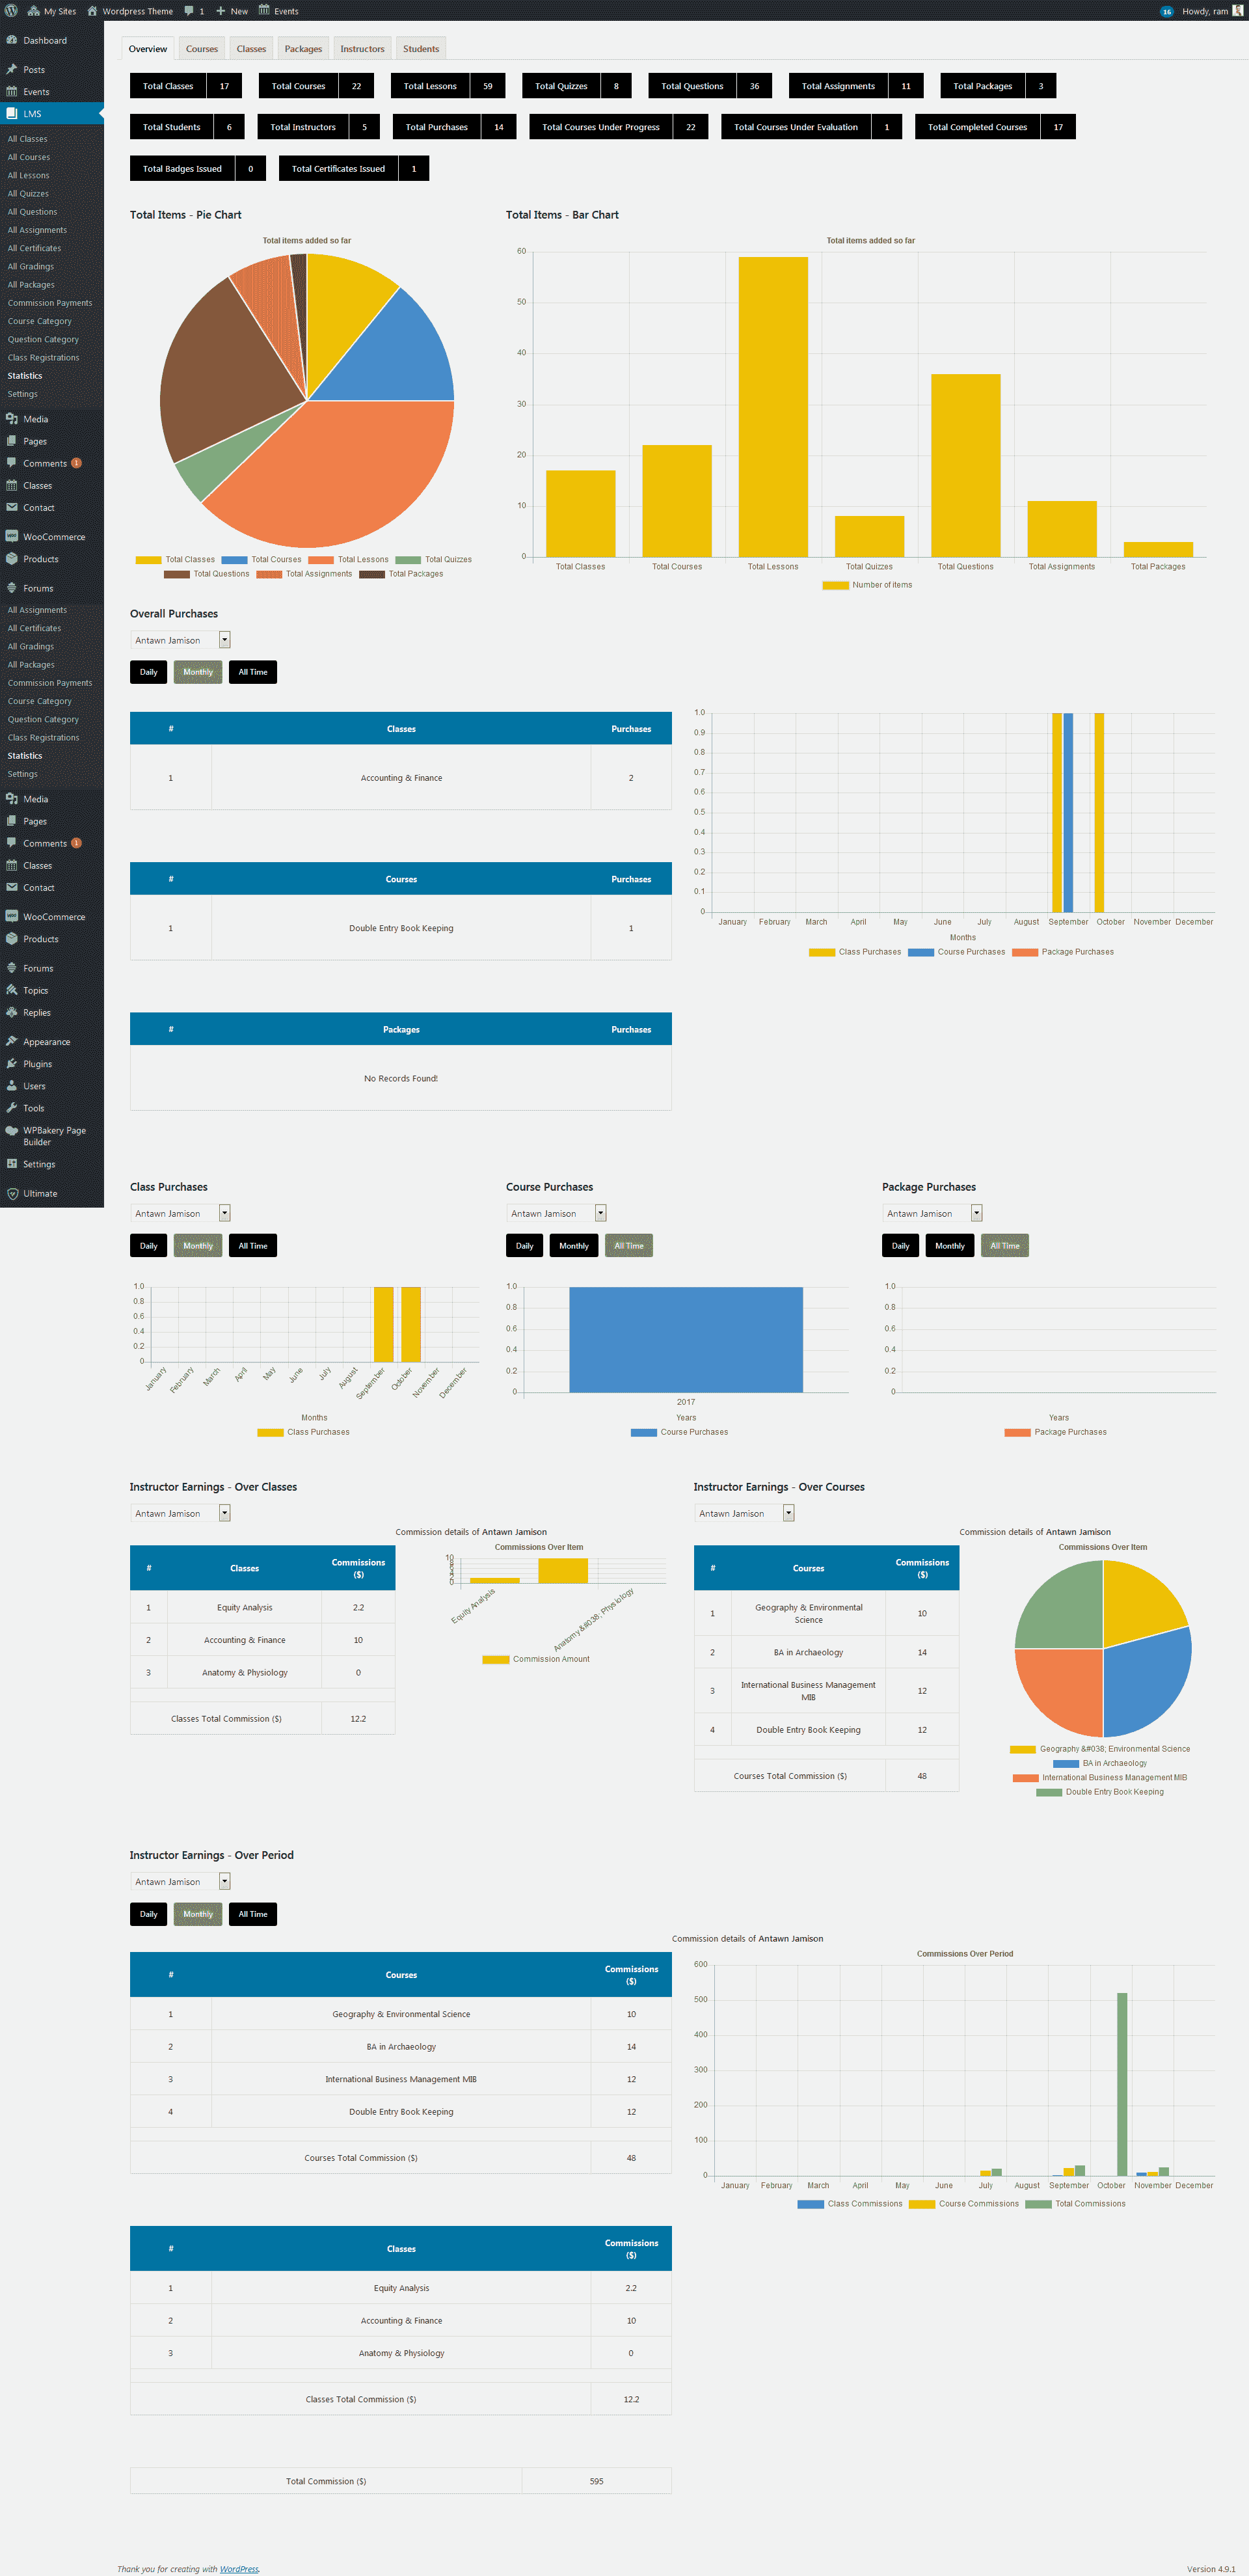 My Sites Wordpress Theme 1 New Events 16 Howdy, ram
Dashboard
Posts
Events
LMS
All Classes
All Courses
All Lessons
All Quizzes
All Questions
All Assignments
All Certificates
All Gradings
All Packages
Commission Payments
Course Category
Question Category
Class Registrations
Statistics
Settings
Media
Pages
Comments 1
Classes
Contact
WooCommerce
Products
Forums
All Assignments
All Certificates
All Gradings
All Packages
Commission Payments
Course Category
Question Category
Class Registrations
Statistics
Settings
Media
Pages
Comments 1
Classes
Contact
WooCommerce
Products
Forums
Topics
Replies
Appearance
Plugins
Users
Tools
WPBakery Page
Builder
Settings
Ultimate
Overview Courses Classes Packages Instructors Students
Total Classes 17 Total Courses 22 Total Lessons 59 Total Quizzes 8 Total Questions 36 Total Assignments 11 Total Packages 3
Total Students 6 Total Instructors 5 Total Purchases 14 Total Courses Under Progress 22 Total Courses Under Evaluation 1 Total Completed Courses 17
Total Badges Issued 0 Total Certificates Issued 1
Total Items - Pie Chart
Total items added so far
Total Classes Total Courses Total Lessons Total Quizzes
Total Questions Total Assignments Total Packages
Total Items - Bar Chart
Total items added so far
60
50
40
30
20
10
0
Total Classes Total Courses Total Lessons Total Quizzes Total Questions Total Assignments Total Packages
Number of items
Overall Purchases
Antawn Jamison
Daily Monthly All Time
# Classes Purchases
1 Accounting & Finance 2
# Courses Purchases
1 Double Entry Book Keeping 1
# Packages Purchases
No Records Found!
1.0
0.9
0.8
0.7
0.6
0.5
0.4
0.3
0.2
0.1
0
January February March April May June July August September October November December
Months
Class Purchases Course Purchases Package Purchases
Class Purchases
Antawn Jamison
Daily Monthly All Time
1.0
0.8
0.6
0.4
0.2
0
January February March April May June July August September October November December
Months
Class Purchases
Course Purchases
Antawn Jamison
Daily Monthly All Time
1.0
0.8
0.6
0.4
0.2
0
2017
Years
Course Purchases
Package Purchases
Antawn Jamison
Daily Monthly All Time
1.0
0.8
0.6
0.4
0.2
0
Years
Package Purchases
Instructor Earnings - Over Classes
Antawn Jamison
Commission details of Antawn Jamison
# Classes Commissions
($)
1 Equity Analysis 2.2
2 Accounting & Finance 10
3 Anatomy & Physiology 0
Classes Total Commission ($) 12.2
Commissions Over Item
10
0
Equity Analysis Anatomy &#038; Physiology
Commission Amount
Instructor Earnings - Over Courses
Antawn Jamison
Commission details of Antawn Jamison
# Courses Commissions
($)
1 Geography & Environmental
Science 10
2 BA in Archaeology 14
3 International Business Management
MIB 12
4 Double Entry Book Keeping 12
Courses Total Commission ($) 48
Commissions Over Item
Geography &#038; Environmental Science
BA in Archaeology
International Business Management MIB
Double Entry Book Keeping
Instructor Earnings - Over Period
Antawn Jamison
Daily Monthly All Time
Commission details of Antawn Jamison
# Courses Commissions
($)
1 Geography & Environmental Science 10
2 BA in Archaeology 14
3 International Business Management MIB 12
4 Double Entry Book Keeping 12
Courses Total Commission ($) 48
Commissions Over Period
600
500
400
300
200
100
0
January February March April May June July August September October November December
Class Commissions Course Commissions Total Commissions
# Classes Commissions
($)
1 Equity Analysis 2.2
2 Accounting & Finance 10
3 Anatomy & Physiology 0
Classes Total Commission ($) 12.2
Total Commission ($) 595
Thank you for creating with WordPress. Version 4.9.1